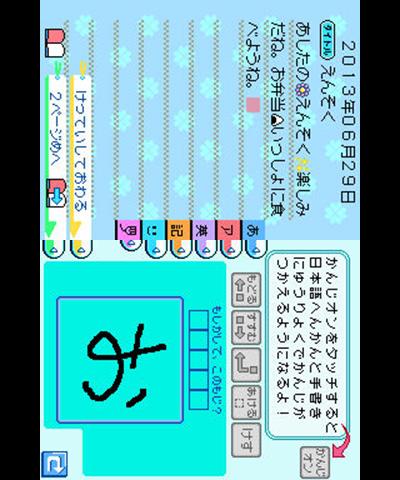 2013年06月29日
タイトル
えんそく
あしたのえんそく楽しみ
だね。お弁当いっしょに食
べようね。
けっていしておわる
2ページめへ
あ
ア
英
記
かんじオンをタッチすると
日本語へんかんと手書き
にゅうりょくでかんじが
つかえるようになるよ!
かんじ
オン
もどる
すすむ
あける
けす
もしかして、このもじ?
お